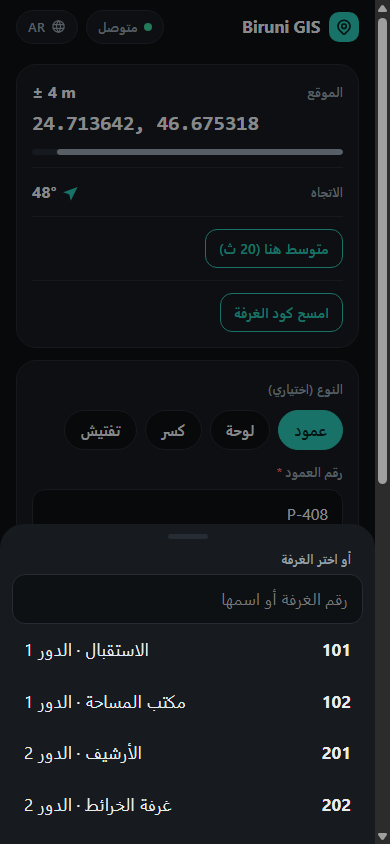 Biruni GIS
متوصل
AR
الموقع
± 4 m
24.713642, 46.675318
الاتجاه
48°
متوسط هنا (20 ث)
امسح كود الغرفة
النوع (اختياري)
عمود
لوحة
كسر
تفتيش
رقم العمود *
P-408
أو اختر الغرفة
رقم الغرفة أو اسمها
101
الاستقبال · الدور 1
102
مكتب المساحة · الدور 1
201
الأرشيف · الدور 2
202
غرفة الخرائط · الدور 2